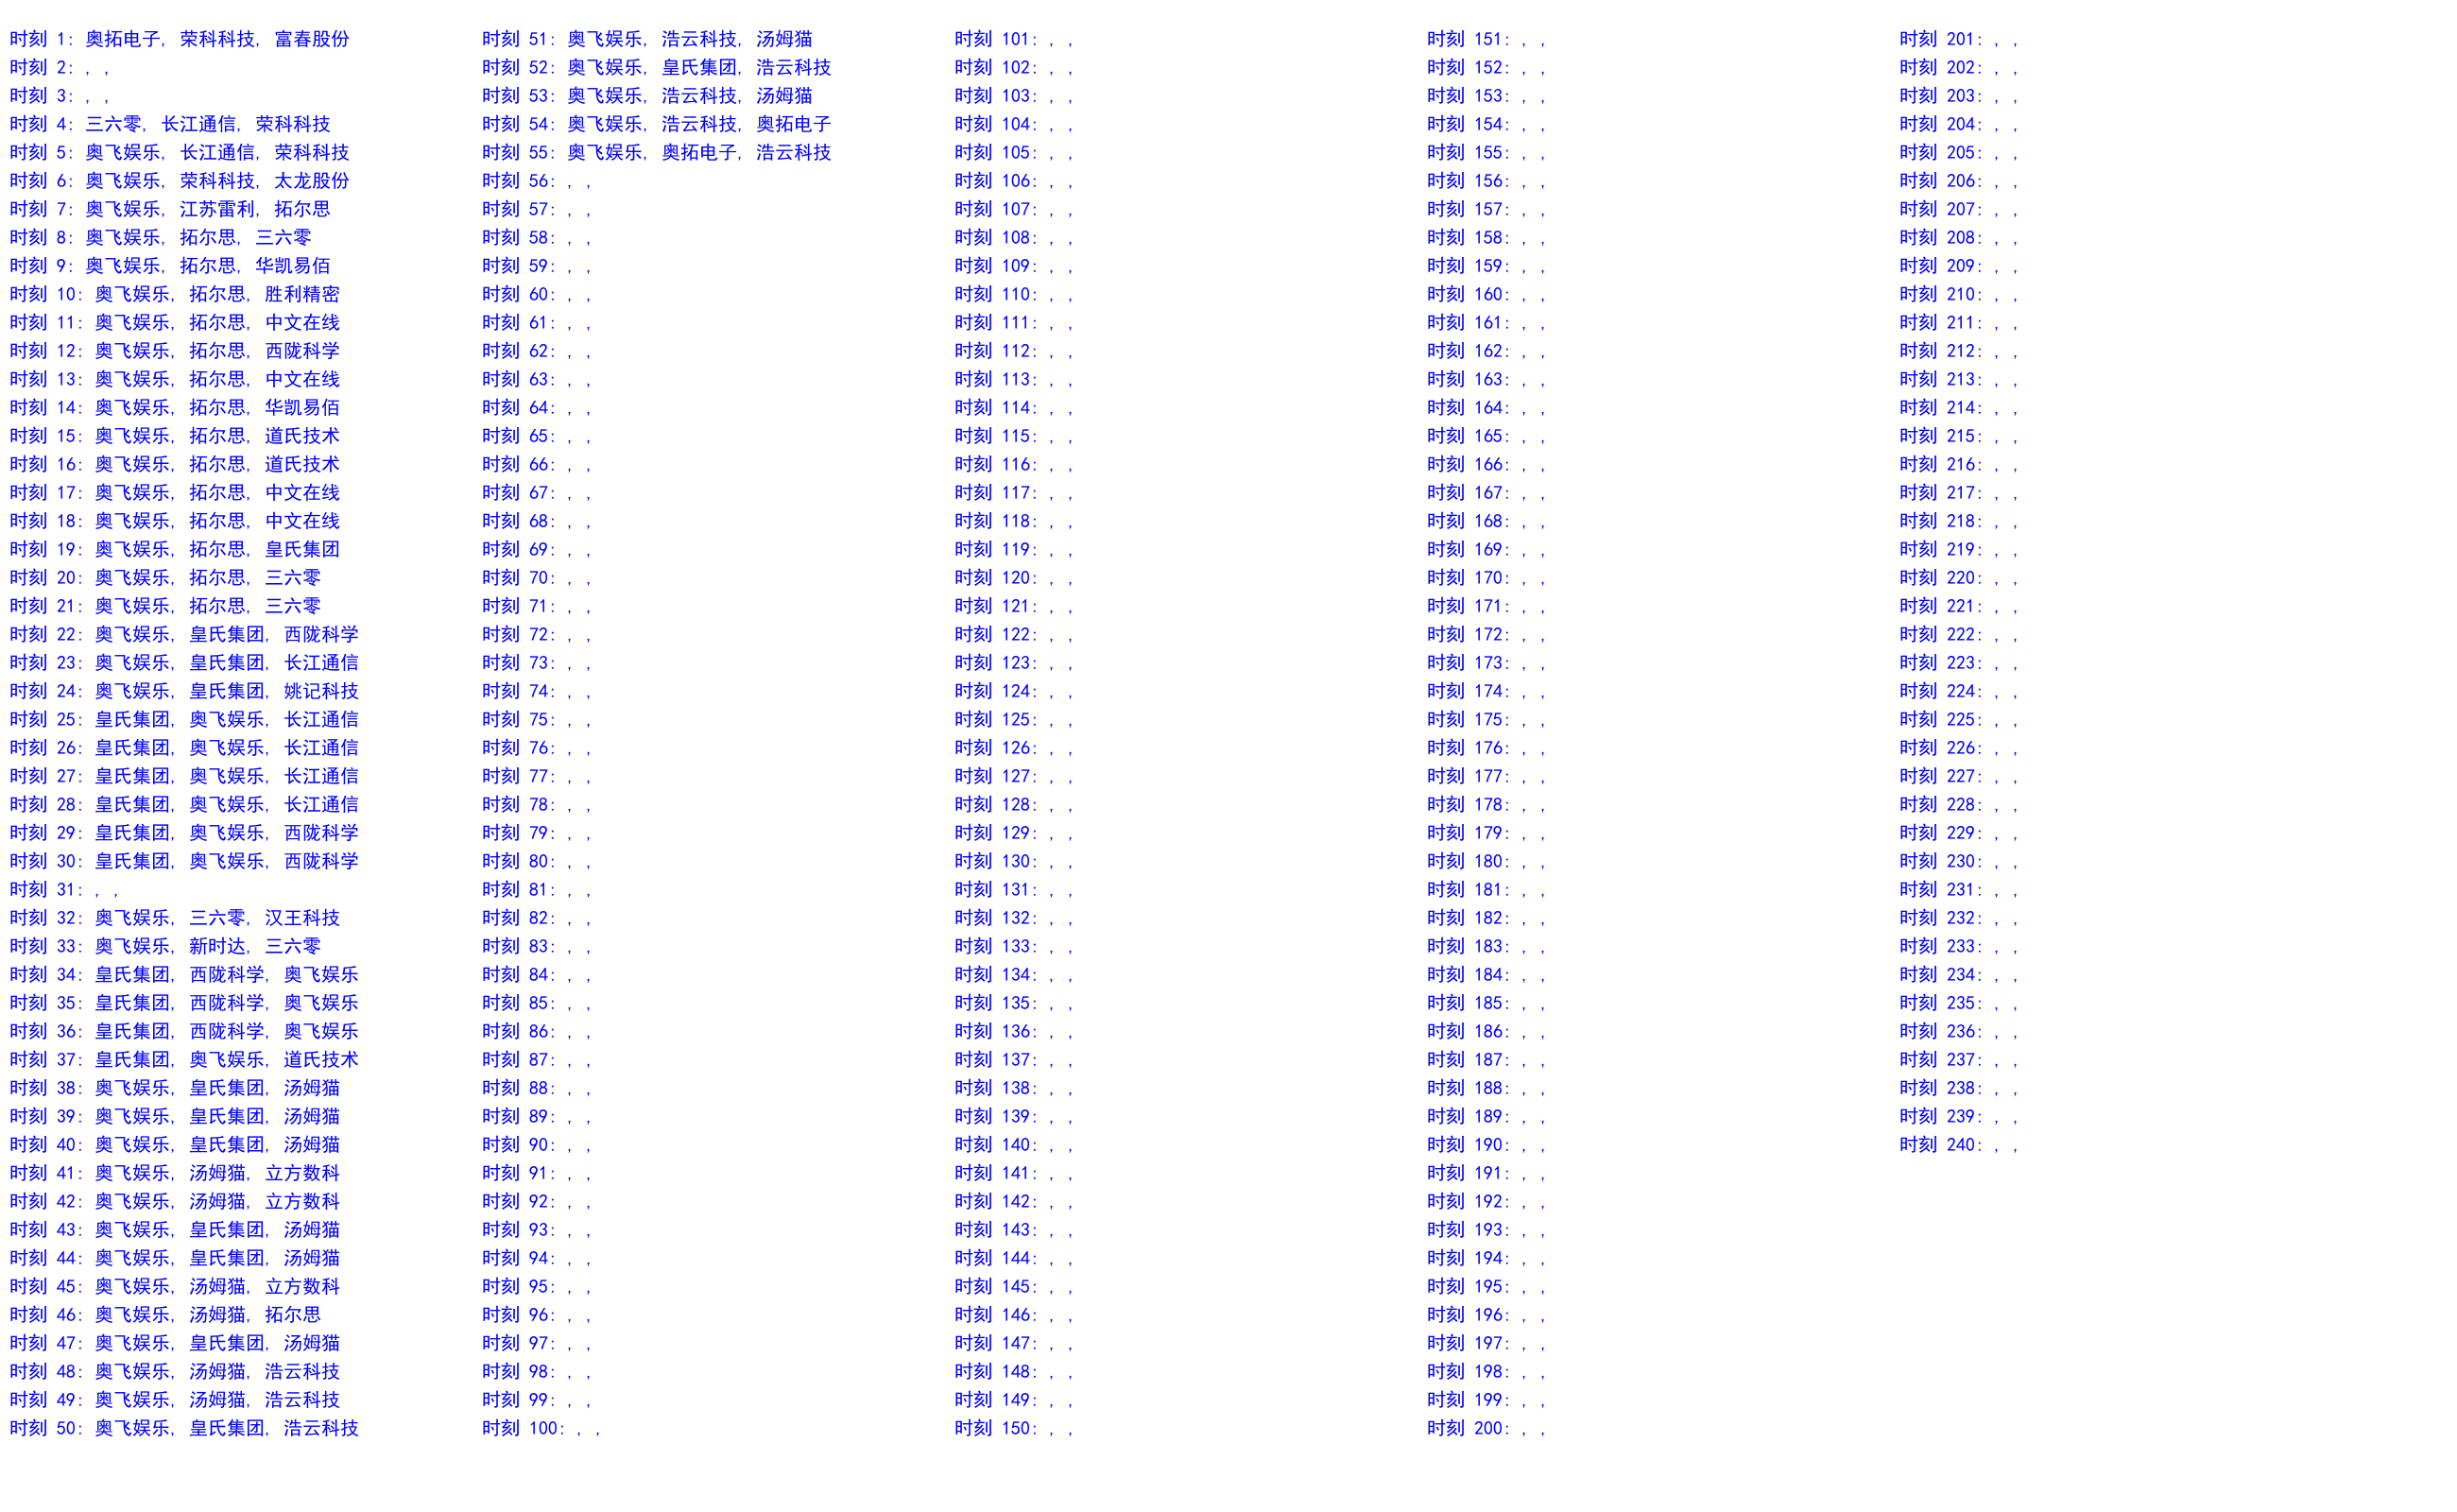 时刻 1: 奥拓电子, 荣科科技, 富春股份
时刻 2: , ,
时刻 3: , ,
时刻 4: 三六零, 长江通信, 荣科科技
时刻 5: 奥飞娱乐, 长江通信, 荣科科技
时刻 6: 奥飞娱乐, 荣科科技, 太龙股份
时刻 7: 奥飞娱乐, 江苏雷利, 拓尔思
时刻 8: 奥飞娱乐, 拓尔思, 三六零
时刻 9: 奥飞娱乐, 拓尔思, 华凯易佰
时刻 10: 奥飞娱乐, 拓尔思, 胜利精密
时刻 11: 奥飞娱乐, 拓尔思, 中文在线
时刻 12: 奥飞娱乐, 拓尔思, 西陇科学
时刻 13: 奥飞娱乐, 拓尔思, 中文在线
时刻 14: 奥飞娱乐, 拓尔思, 华凯易佰
时刻 15: 奥飞娱乐, 拓尔思, 道氏技术
时刻 16: 奥飞娱乐, 拓尔思, 道氏技术
时刻 17: 奥飞娱乐, 拓尔思, 中文在线
时刻 18: 奥飞娱乐, 拓尔思, 中文在线
时刻 19: 奥飞娱乐, 拓尔思, 皇氏集团
时刻 20: 奥飞娱乐, 拓尔思, 三六零
时刻 21: 奥飞娱乐, 拓尔思, 三六零
时刻 22: 奥飞娱乐, 皇氏集团, 西陇科学
时刻 23: 奥飞娱乐, 皇氏集团, 长江通信
时刻 24: 奥飞娱乐, 皇氏集团, 姚记科技
时刻 25: 皇氏集团, 奥飞娱乐, 长江通信
时刻 26: 皇氏集团, 奥飞娱乐, 长江通信
时刻 27: 皇氏集团, 奥飞娱乐, 长江通信
时刻 28: 皇氏集团, 奥飞娱乐, 长江通信
时刻 29: 皇氏集团, 奥飞娱乐, 西陇科学
时刻 30: 皇氏集团, 奥飞娱乐, 西陇科学
时刻 31: , ,
时刻 32: 奥飞娱乐, 三六零, 汉王科技
时刻 33: 奥飞娱乐, 新时达, 三六零
时刻 34: 皇氏集团, 西陇科学, 奥飞娱乐
时刻 35: 皇氏集团, 西陇科学, 奥飞娱乐
时刻 36: 皇氏集团, 西陇科学, 奥飞娱乐
时刻 37: 皇氏集团, 奥飞娱乐, 道氏技术
时刻 38: 奥飞娱乐, 皇氏集团, 汤姆猫
时刻 39: 奥飞娱乐, 皇氏集团, 汤姆猫
时刻 40: 奥飞娱乐, 皇氏集团, 汤姆猫
时刻 41: 奥飞娱乐, 汤姆猫, 立方数科
时刻 42: 奥飞娱乐, 汤姆猫, 立方数科
时刻 43: 奥飞娱乐, 皇氏集团, 汤姆猫
时刻 44: 奥飞娱乐, 皇氏集团, 汤姆猫
时刻 45: 奥飞娱乐, 汤姆猫, 立方数科
时刻 46: 奥飞娱乐, 汤姆猫, 拓尔思
时刻 47: 奥飞娱乐, 皇氏集团, 汤姆猫
时刻 48: 奥飞娱乐, 汤姆猫, 浩云科技
时刻 49: 奥飞娱乐, 汤姆猫, 浩云科技
时刻 50: 奥飞娱乐, 皇氏集团, 浩云科技
时刻 51: 奥飞娱乐, 浩云科技, 汤姆猫
时刻 52: 奥飞娱乐, 皇氏集团, 浩云科技
时刻 53: 奥飞娱乐, 浩云科技, 汤姆猫
时刻 54: 奥飞娱乐, 浩云科技, 奥拓电子
时刻 55: 奥飞娱乐, 奥拓电子, 浩云科技
时刻 56: , ,
时刻 57: , ,
时刻 58: , ,
时刻 59: , ,
时刻 60: , ,
时刻 61: , ,
时刻 62: , ,
时刻 63: , ,
时刻 64: , ,
时刻 65: , ,
时刻 66: , ,
时刻 67: , ,
时刻 68: , ,
时刻 69: , ,
时刻 70: , ,
时刻 71: , ,
时刻 72: , ,
时刻 73: , ,
时刻 74: , ,
时刻 75: , ,
时刻 76: , ,
时刻 77: , ,
时刻 78: , ,
时刻 79: , ,
时刻 80: , ,
时刻 81: , ,
时刻 82: , ,
时刻 83: , ,
时刻 84: , ,
时刻 85: , ,
时刻 86: , ,
时刻 87: , ,
时刻 88: , ,
时刻 89: , ,
时刻 90: , ,
时刻 91: , ,
时刻 92: , ,
时刻 93: , ,
时刻 94: , ,
时刻 95: , ,
时刻 96: , ,
时刻 97: , ,
时刻 98: , ,
时刻 99: , ,
时刻 100: , ,
时刻 101: , ,
时刻 102: , ,
时刻 103: , ,
时刻 104: , ,
时刻 105: , ,
时刻 106: , ,
时刻 107: , ,
时刻 108: , ,
时刻 109: , ,
时刻 110: , ,
时刻 111: , ,
时刻 112: , ,
时刻 113: , ,
时刻 114: , ,
时刻 115: , ,
时刻 116: , ,
时刻 117: , ,
时刻 118: , ,
时刻 119: , ,
时刻 120: , ,
时刻 121: , ,
时刻 122: , ,
时刻 123: , ,
时刻 124: , ,
时刻 125: , ,
时刻 126: , ,
时刻 127: , ,
时刻 128: , ,
时刻 129: , ,
时刻 130: , ,
时刻 131: , ,
时刻 132: , ,
时刻 133: , ,
时刻 134: , ,
时刻 135: , ,
时刻 136: , ,
时刻 137: , ,
时刻 138: , ,
时刻 139: , ,
时刻 140: , ,
时刻 141: , ,
时刻 142: , ,
时刻 143: , ,
时刻 144: , ,
时刻 145: , ,
时刻 146: , ,
时刻 147: , ,
时刻 148: , ,
时刻 149: , ,
时刻 150: , ,
时刻 151: , ,
时刻 152: , ,
时刻 153: , ,
时刻 154: , ,
时刻 155: , ,
时刻 156: , ,
时刻 157: , ,
时刻 158: , ,
时刻 159: , ,
时刻 160: , ,
时刻 161: , ,
时刻 162: , ,
时刻 163: , ,
时刻 164: , ,
时刻 165: , ,
时刻 166: , ,
时刻 167: , ,
时刻 168: , ,
时刻 169: , ,
时刻 170: , ,
时刻 171: , ,
时刻 172: , ,
时刻 173: , ,
时刻 174: , ,
时刻 175: , ,
时刻 176: , ,
时刻 177: , ,
时刻 178: , ,
时刻 179: , ,
时刻 180: , ,
时刻 181: , ,
时刻 182: , ,
时刻 183: , ,
时刻 184: , ,
时刻 185: , ,
时刻 186: , ,
时刻 187: , ,
时刻 188: , ,
时刻 189: , ,
时刻 190: , ,
时刻 191: , ,
时刻 192: , ,
时刻 193: , ,
时刻 194: , ,
时刻 195: , ,
时刻 196: , ,
时刻 197: , ,
时刻 198: , ,
时刻 199: , ,
时刻 200: , ,
时刻 201: , ,
时刻 202: , ,
时刻 203: , ,
时刻 204: , ,
时刻 205: , ,
时刻 206: , ,
时刻 207: , ,
时刻 208: , ,
时刻 209: , ,
时刻 210: , ,
时刻 211: , ,
时刻 212: , ,
时刻 213: , ,
时刻 214: , ,
时刻 215: , ,
时刻 216: , ,
时刻 217: , ,
时刻 218: , ,
时刻 219: , ,
时刻 220: , ,
时刻 221: , ,
时刻 222: , ,
时刻 223: , ,
时刻 224: , ,
时刻 225: , ,
时刻 226: , ,
时刻 227: , ,
时刻 228: , ,
时刻 229: , ,
时刻 230: , ,
时刻 231: , ,
时刻 232: , ,
时刻 233: , ,
时刻 234: , ,
时刻 235: , ,
时刻 236: , ,
时刻 237: , ,
时刻 238: , ,
时刻 239: , ,
时刻 240: , ,